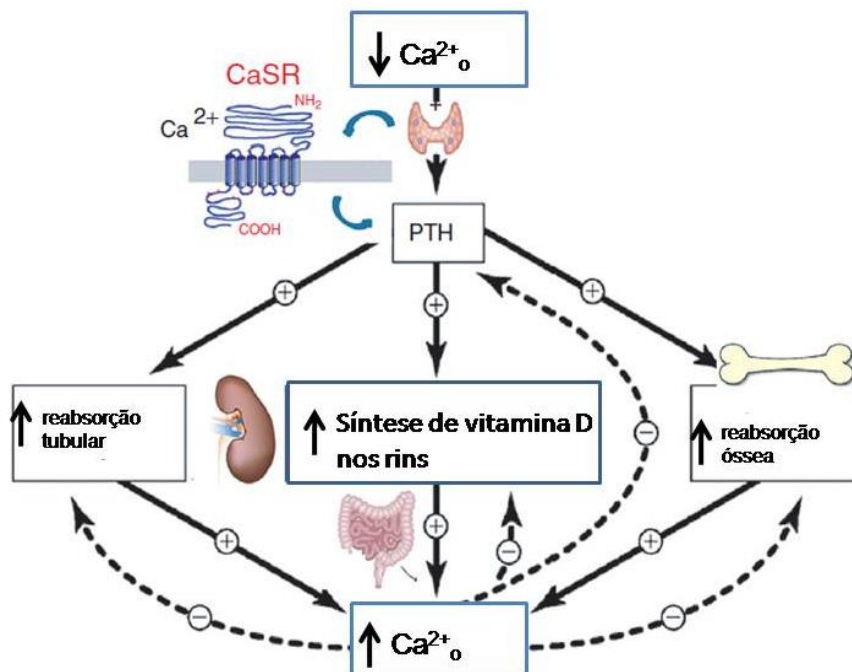 ↓ Ca²⁺ₒ
CaSR
NH₂
Ca ²⁺
COOH
+
PTH
+
+
+
↑ reabsorção
tubular
↑ Síntese de vitamina D
nos rins
↑ reabsorção
óssea
−
+
+
−
+
−
−
↑ Ca²⁺ₒ